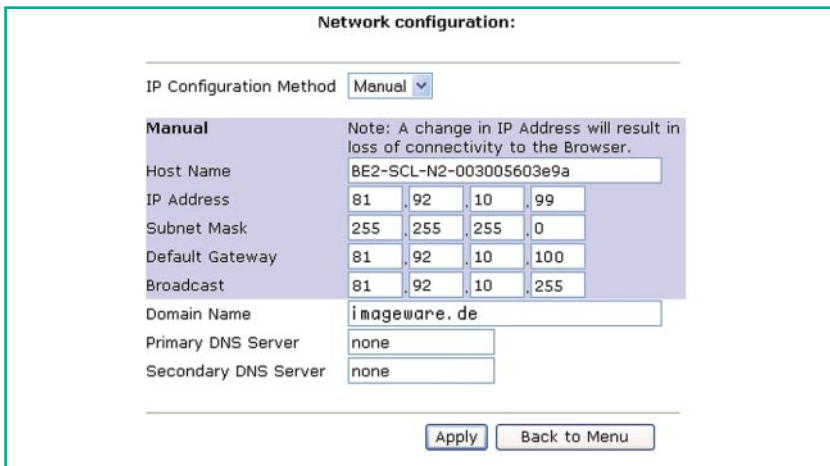 Network configuration:
IP Configuration Method Manual
Manual Note: A change in IP Address will result in
loss of connectivity to the Browser.
Host Name BE2-SCL-N2-003005603e9a
IP Address 81 . 92 . 10 . 99
Subnet Mask 255 . 255 . 255 . 0
Default Gateway 81 . 92 . 10 . 100
Broadcast 81 . 92 . 10 . 255
Domain Name imageware.de
Primary DNS Server none
Secondary DNS Server none
Apply Back to Menu